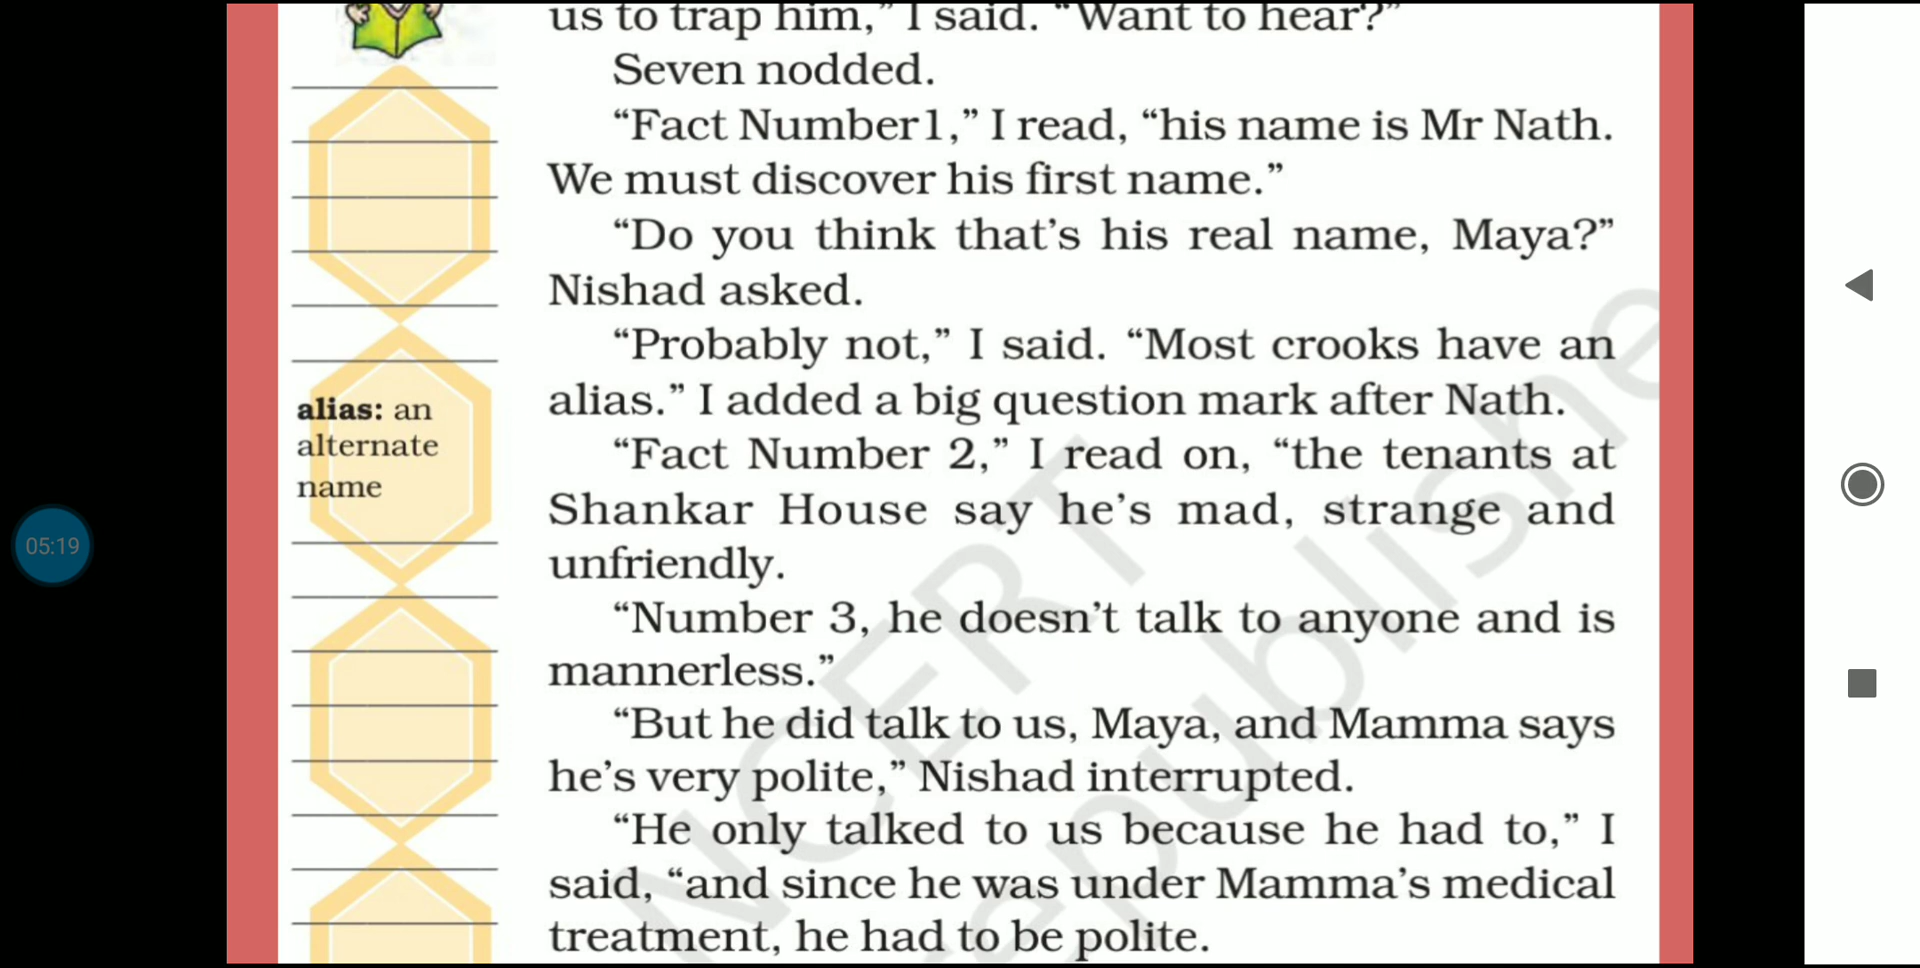 us to trap him,” I said. “Want to hear?”
Seven nodded.
“Fact Number1,” I read, “his name is Mr Nath.
We must discover his first name.”
“Do you think that’s his real name, Maya?”
Nishad asked.
“Probably not,” I said. “Most crooks have an
alias.” I added a big question mark after Nath.
“Fact Number 2,” I read on, “the tenants at
Shankar House say he’s mad, strange and
unfriendly.
“Number 3, he doesn’t talk to anyone and is
mannerless.”
“But he did talk to us, Maya, and Mamma says
he’s very polite,” Nishad interrupted.
“He only talked to us because he had to,” I
said, “and since he was under Mamma’s medical
treatment, he had to be polite.
alias: an
alternate
name
05:19
NCERT
republishe